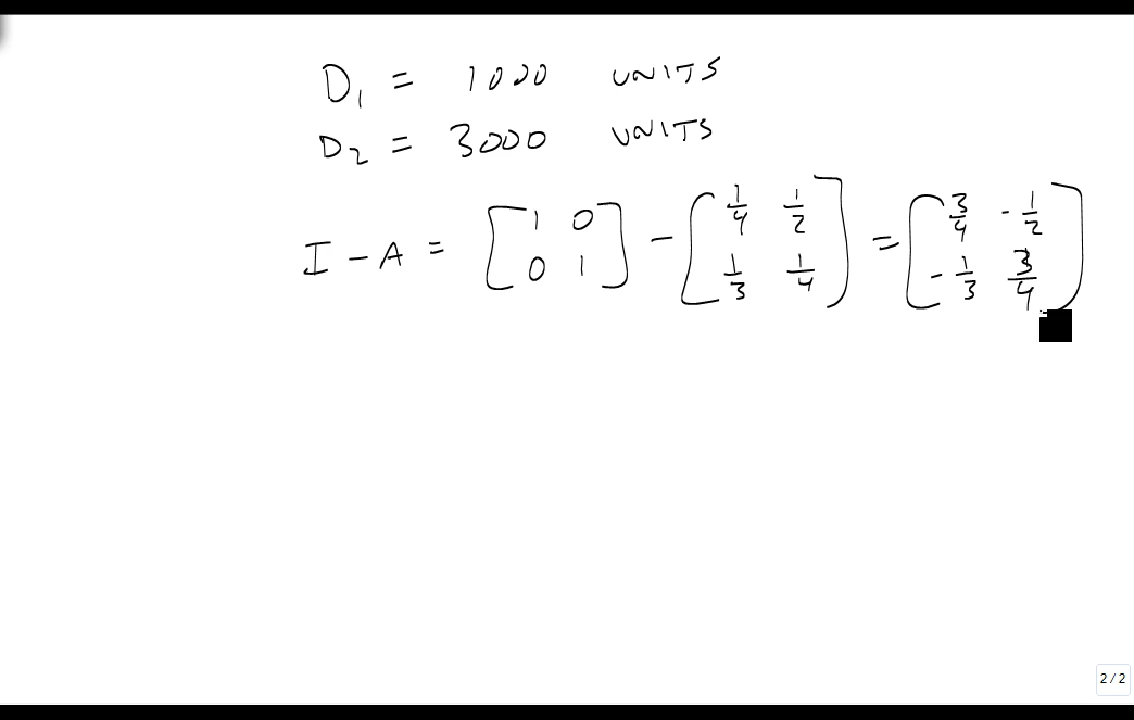 D₁ = 1000 UNITS
D₂ = 3000 UNITS
I - A = [1 0; 0 1] - [1/4 1/2; 1/3 1/4] = [3/4 -1/2; -1/3 3/4]
2/2